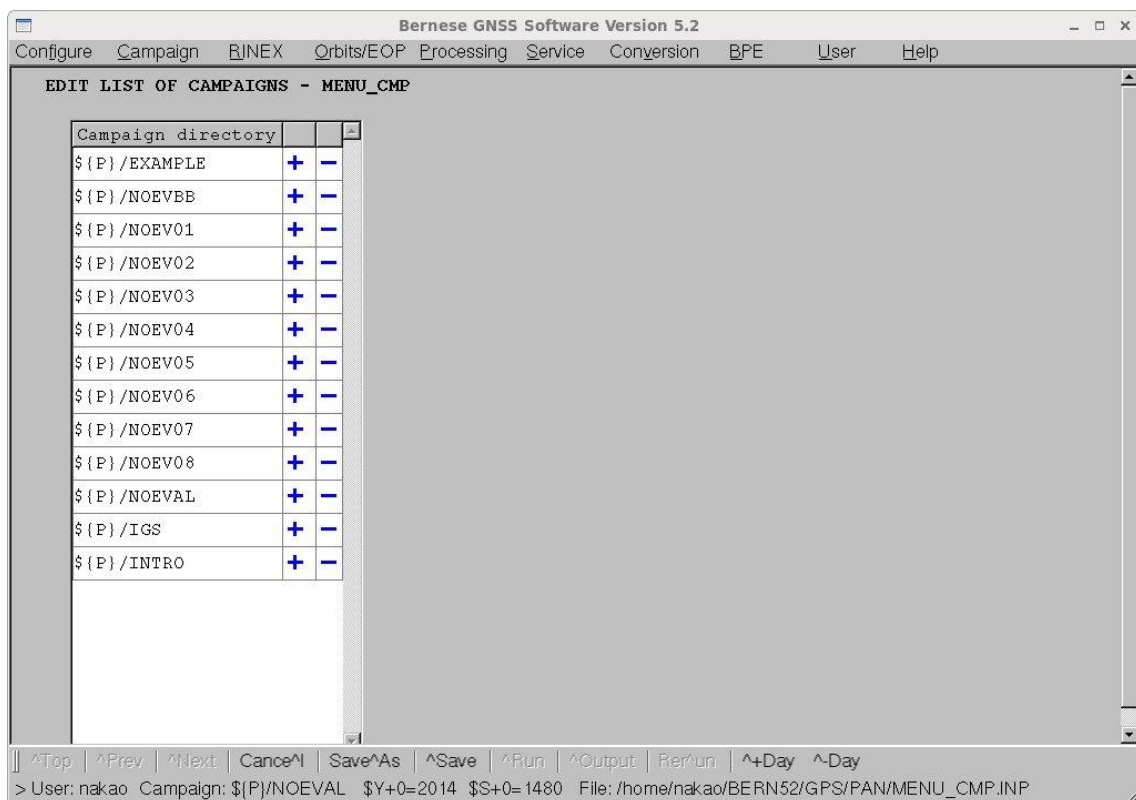 Bernese GNSS Software Version 5.2
Configure Campaign RINEX Orbits/EOP Processing Service Conversion BPE User Help
EDIT LIST OF CAMPAIGNS - MENU_CMP
Campaign directory
${P}/EXAMPLE + −
${P}/NOEVBB + −
${P}/NOEV01 + −
${P}/NOEV02 + −
${P}/NOEV03 + −
${P}/NOEV04 + −
${P}/NOEV05 + −
${P}/NOEV06 + −
${P}/NOEV07 + −
${P}/NOEV08 + −
${P}/NOEVAL + −
${P}/IGS + −
${P}/INTRO + −
^Top | ^Prev | ^Next | Cance^l | Save^As | ^Save | ^Run | ^Output | Rer^un | ^+Day ^-Day
> User: nakao Campaign: ${P}/NOEVAL $Y+0=2014 $S+0=1480 File: /home/nakao/BERN52/GPS/PAN/MENU_CMP.INP